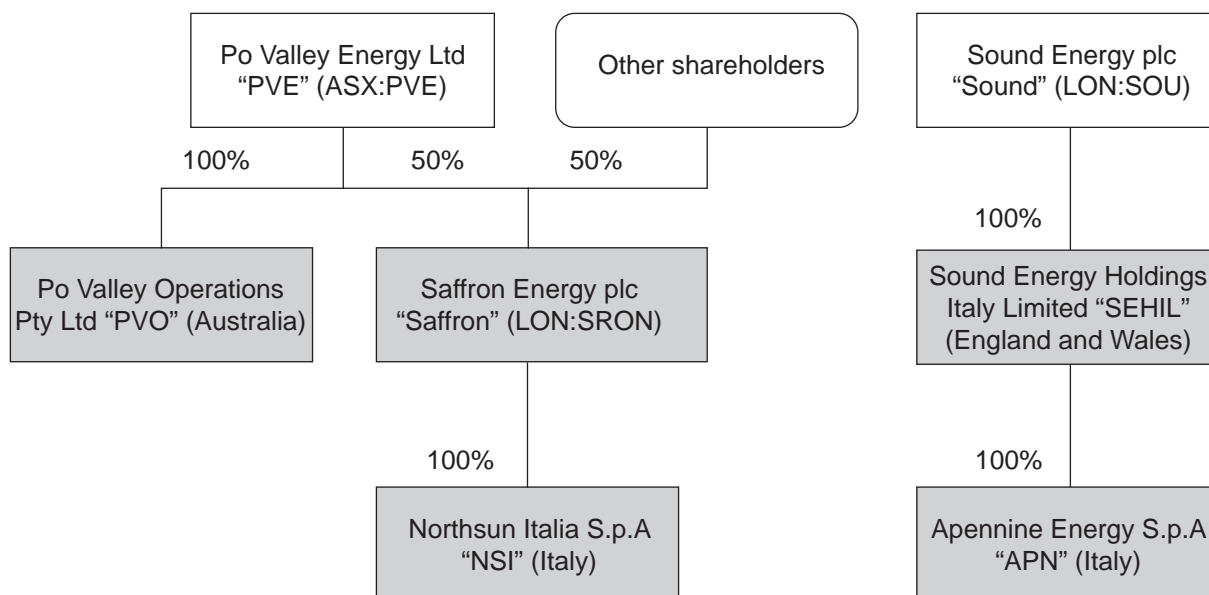 Po Valley Energy Ltd
“PVE” (ASX:PVE)
Other shareholders
Sound Energy plc
“Sound” (LON:SOU)
100%
50%
50%
100%
Po Valley Operations
Pty Ltd “PVO” (Australia)
Saffron Energy plc
“Saffron” (LON:SRON)
Sound Energy Holdings
Italy Limited “SEHIL”
(England and Wales)
100%
100%
Northsun Italia S.p.A
“NSI” (Italy)
Apennine Energy S.p.A
“APN” (Italy)